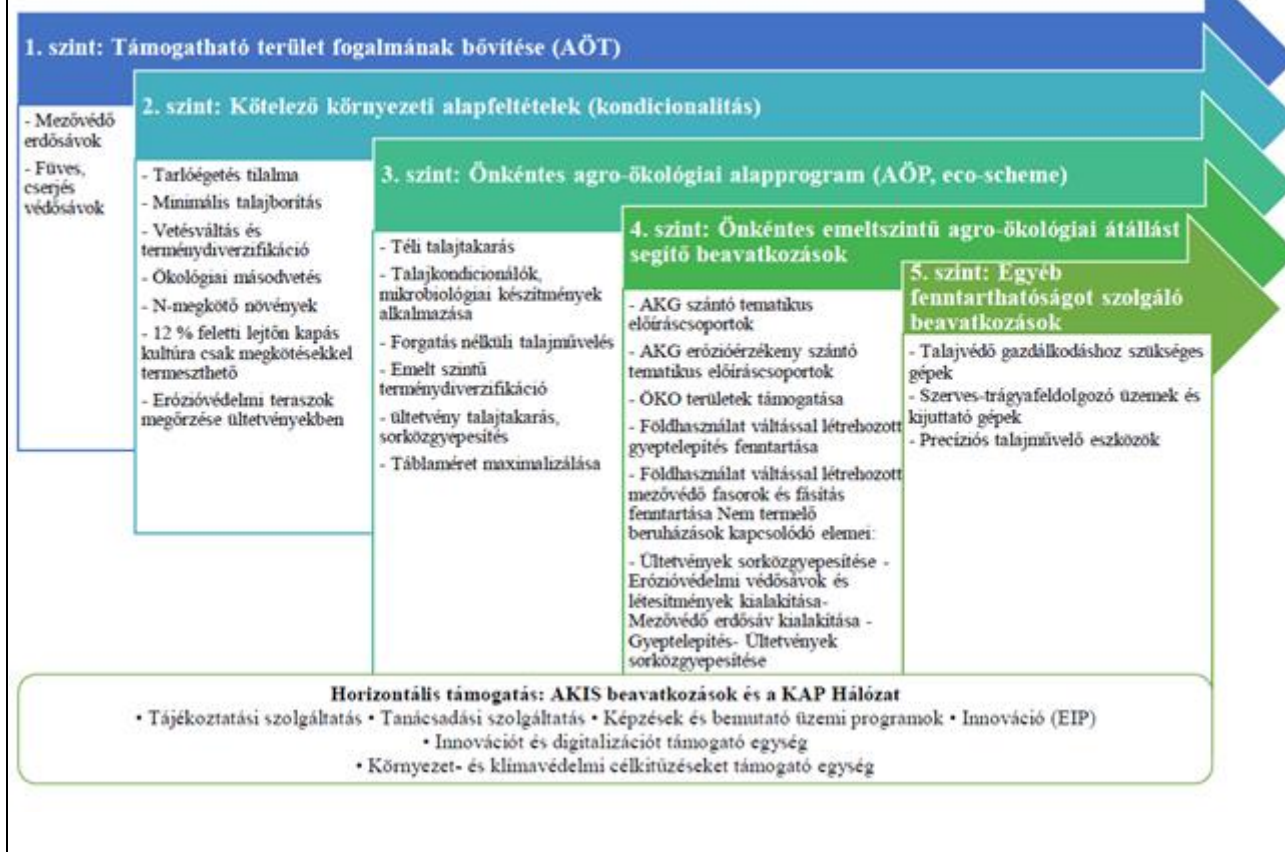 1. szint: Támogatható terület fogalmának bővítése (AÖT)
- Mezővédő
erdősávok
- Füves,
cserjés
védősávok
2. szint: Kötelező környezeti alapfeltételek (kondicionalitás)
- Tarlóégetés tilalma
- Minimális talajborítás
- Vetésváltás és
terménydiverzifikáció
- Ökológiai másodvetés
- N-megkötő növények
- 12 % feletti lejtőn kapás
kultúra csak megkötésekkel
termeszthető
- Erózióvédelmi teraszok
megőrzése ültetvényekben
3. szint: Önkéntes agro-ökológiai alapprogram (AÖP, eco-scheme)
- Téli talajtakarás
- Talajkondicionálók,
mikrobiológiai készítmények
alkalmazása
- Forgatás nélküli talajművelés
- Emelt szintű
terménydiverzifikáció
- ültetvény talajtakarás,
sorközgyepesítés
- Táblaméret maximalizálása
4. szint: Önkéntes emeltszintű agro-ökológiai átállást
segítő beavatkozások
- AKG szántó tematikus
előíráscsoportok
- AKG erózióérzékeny szántó
tematikus előíráscsoportok
- ÖKO területek támogatása
- Földhasználat váltással létrehozott
gyeptelepítés fenntartása
- Földhasználat váltással létrehozott
mezővédő fasorok és fásítás
fenntartása Nem termelő
beruházások kapcsolódó elemei:
- Ültetvények sorközgyepesítése -
Erózióvédelmi védősávok és
létesítmények kialakítása-
Mezővédő erdősáv kialakítása -
Gyeptelepítés- Ültetvények
sorközgyepesítése
5. szint: Egyéb
fenntarthatóságot szolgáló
beavatkozások
- Talajvédő gazdálkodáshoz szükséges
gépek
- Szerves-trágyafeldolgozó üzemek és
kijuttató gépek
- Precíziós talajművelő eszközök
Horizontális támogatás: AKIS beavatkozások és a KAP Hálózat
• Tájékoztatási szolgáltatás • Tanácsadási szolgáltatás • Képzések és bemutató üzemi programok • Innováció (EIP)
• Innovációt és digitalizációt támogató egység
• Környezet- és klímavédelmi célkitűzéseket támogató egység